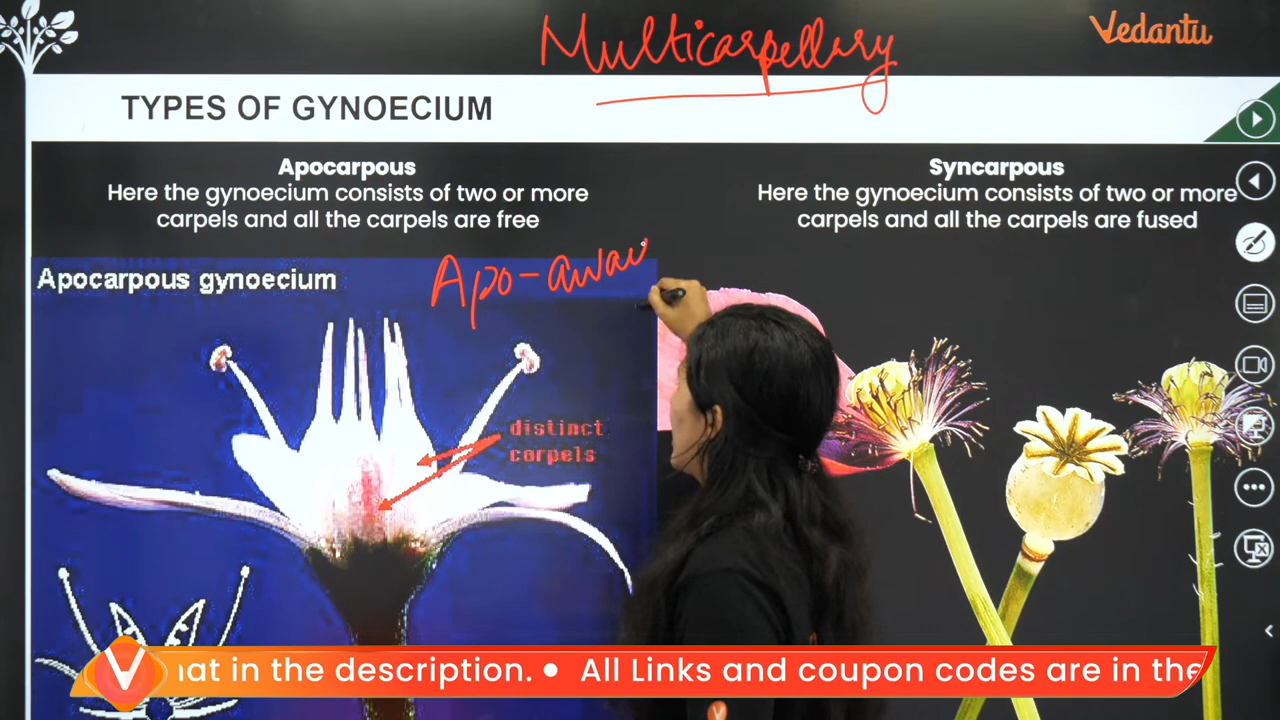 Multicarpellary
Vedantu
TYPES OF GYNOECIUM
Apocarpous
Here the gynoecium consists of two or more
carpels and all the carpels are free
Syncarpous
Here the gynoecium consists of two or more
carpels and all the carpels are fused
Apocarpous gynoecium
Apo-away
distinct
carpels
hat in the description. • All Links and coupon codes are in the